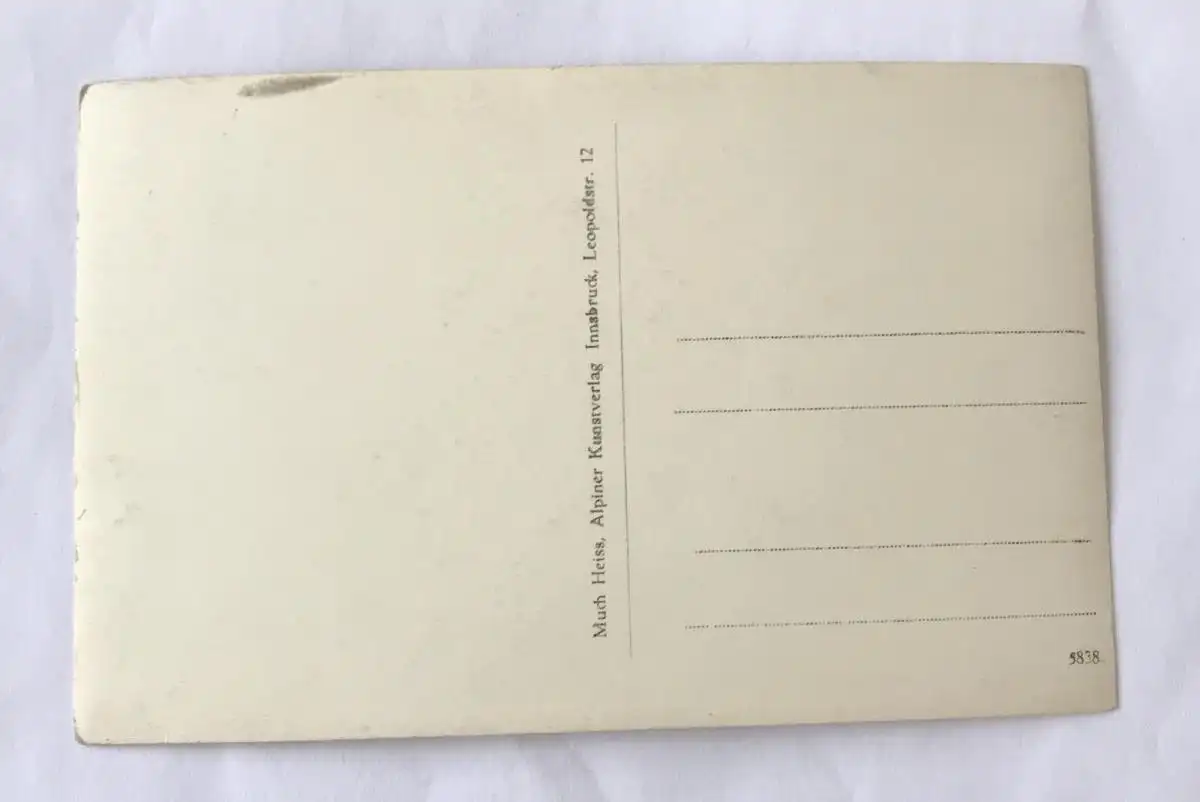 Much Heiss, Alpiner Kunstverlag Innsbruck, Leopoldstr. 12
5838